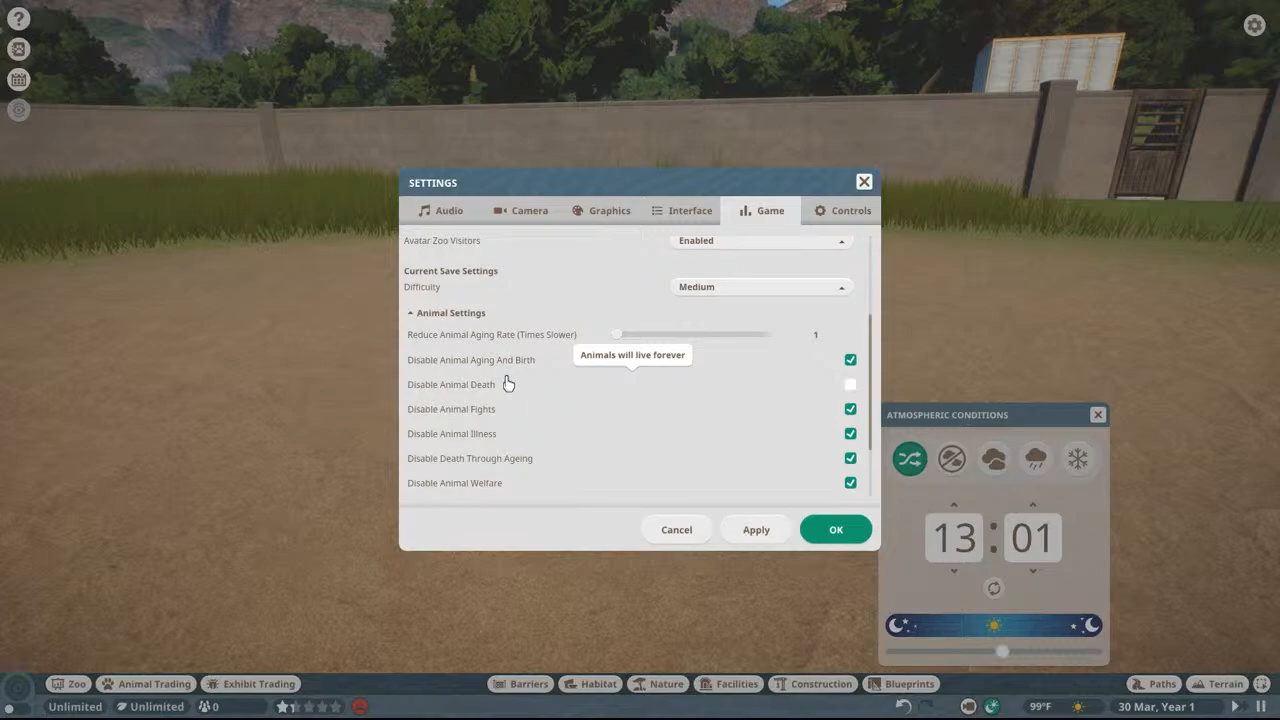 ?
SETTINGS
Audio Camera Graphics Interface Game Controls
Avatar Zoo Visitors Enabled
Current Save Settings
Difficulty Medium
Animal Settings
Reduce Animal Aging Rate (Times Slower) 1
Animals will live forever
Disable Animal Aging And Birth
Disable Animal Death
Disable Animal Fights
Disable Animal Illness
Disable Death Through Ageing
Disable Animal Welfare
Cancel Apply OK
ATMOSPHERIC CONDITIONS
13 : 01
Zoo Animal Trading Exhibit Trading Barriers Habitat Nature Facilities Construction Blueprints Paths Terrain
Unlimited Unlimited 0 99°F 30 Mar, Year 1